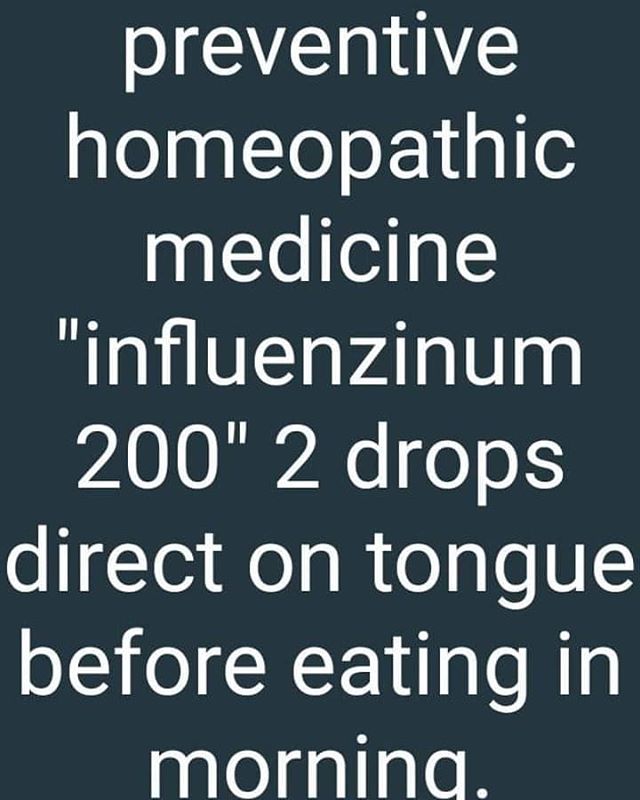 preventive
homeopathic
medicine
"influenzinum
200" 2 drops
direct on tongue
before eating in
morning.